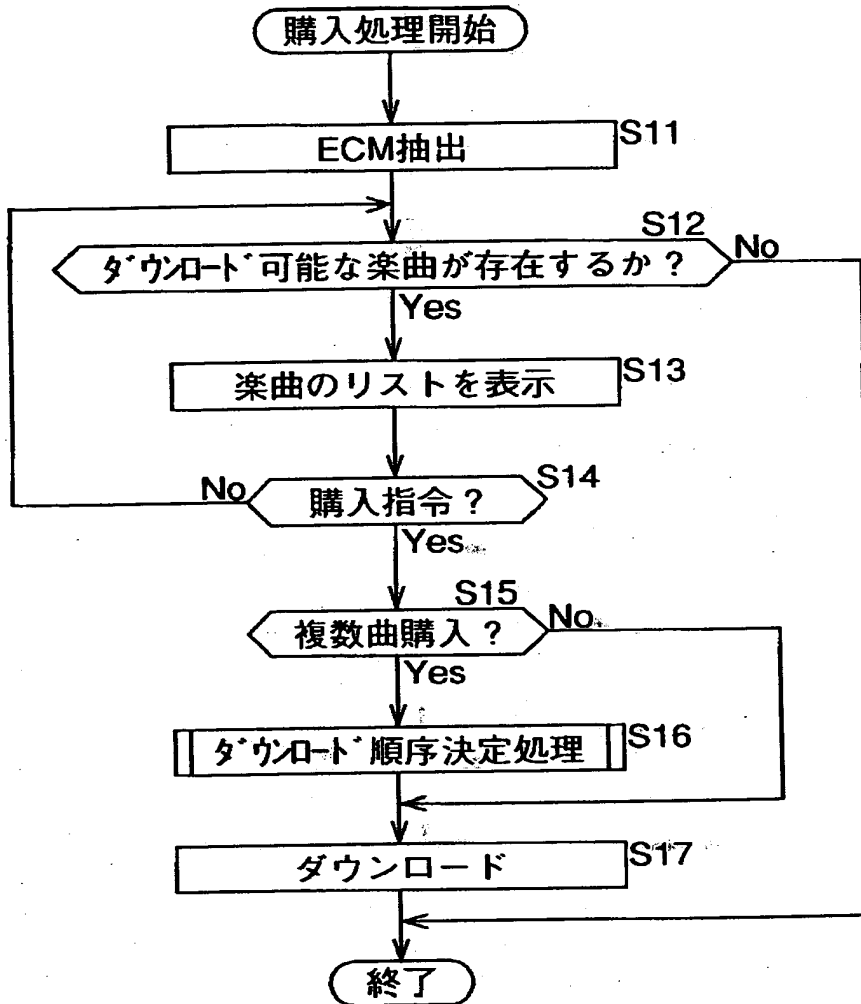 購入処理開始
ECM抽出
S11
S12
ダウンロード可能な楽曲が存在するか？
No
Yes
楽曲のリストを表示
S13
No
購入指令？
S14
Yes
S15
複数曲購入？
No
Yes
ダウンロード順序決定処理
S16
ダウンロード
S17
終了